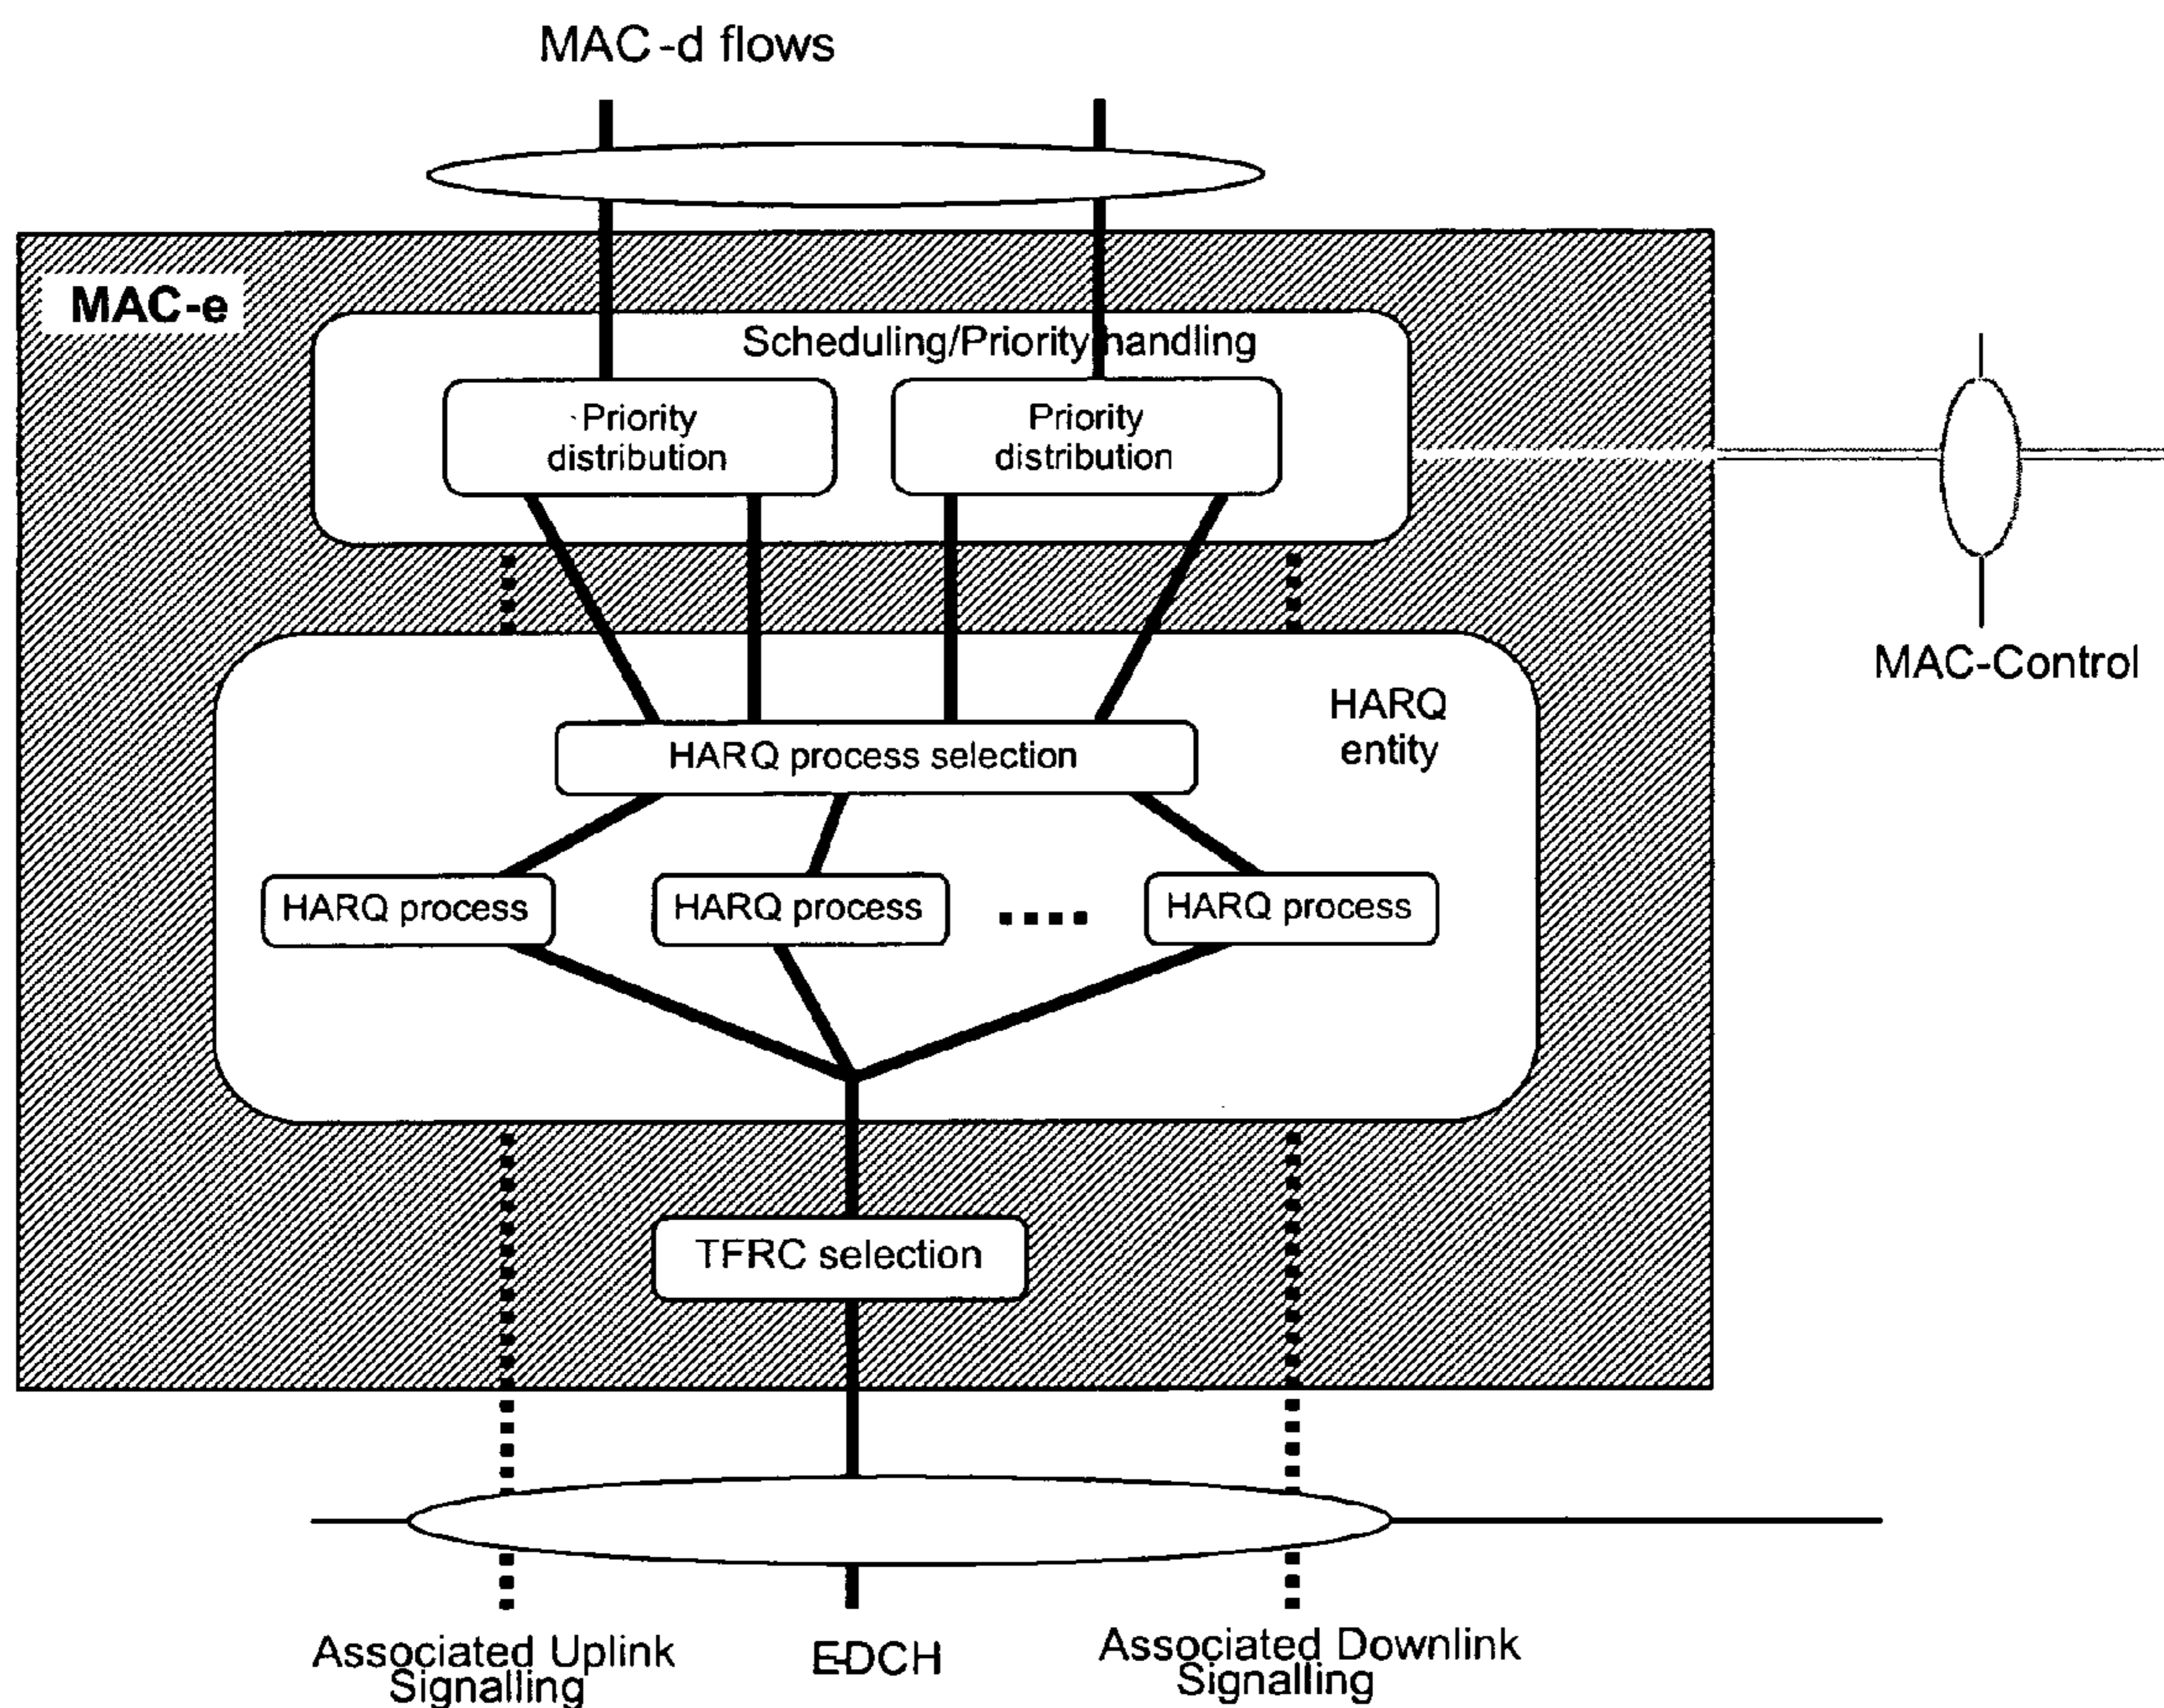 MAC-d flows
MAC-e
Scheduling/Priority handling
Priority
distribution
Priority
distribution
MAC-Control
HARQ
entity
HARQ process selection
HARQ process
HARQ process
....
HARQ process
TFRC selection
Associated Uplink
Signalling
E-DCH
Associated Downlink
Signalling